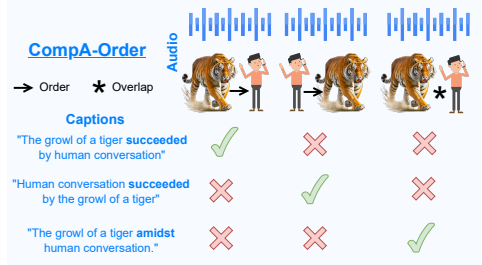 CompA-Order
Audio
Order
Overlap
Captions
"The growl of a tiger succeeded
by human conversation"
"Human conversation succeeded
by the growl of a tiger"
"The growl of a tiger amidst
human conversation."